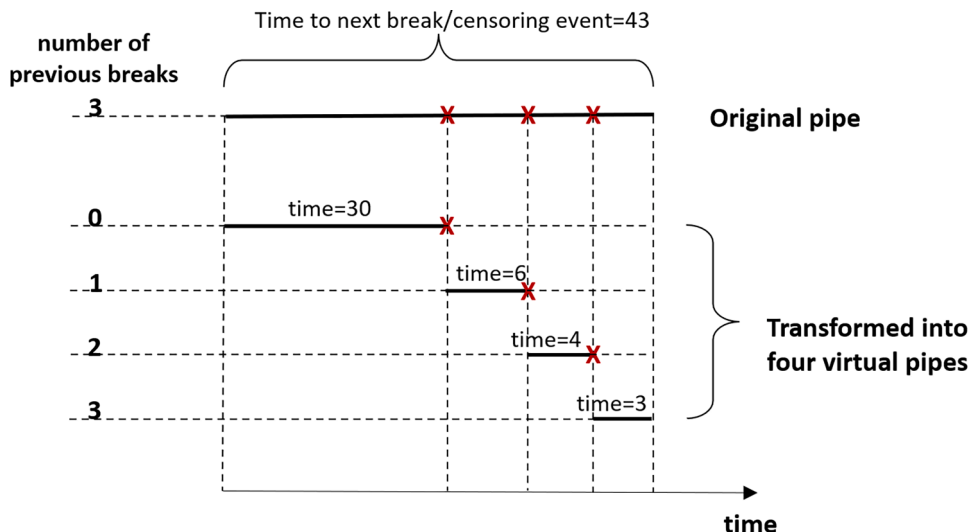 Time to next break/censoring event=43
number of
previous breaks
3
X X X
Original pipe
0
time=30
X
1
time=6
X
2
time=4
X
3
time=3
Transformed into
four virtual pipes
time